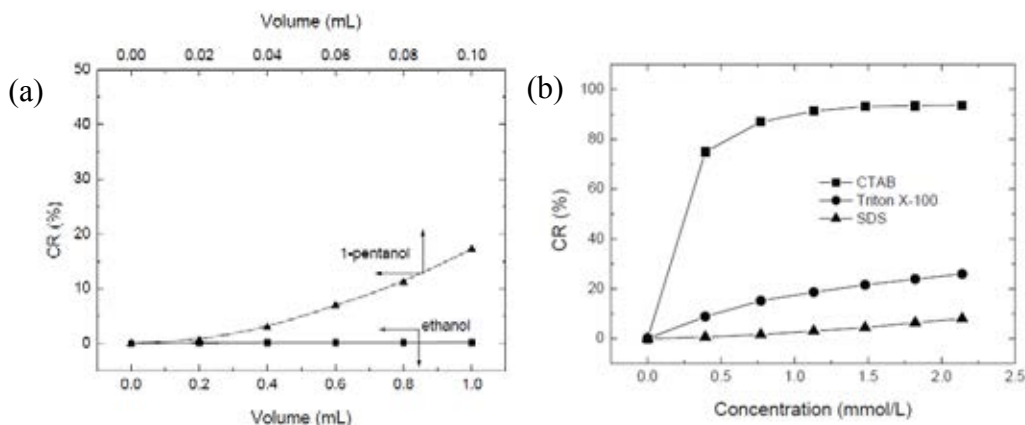 (a)
Volume (mL)
0.00 0.02 0.04 0.06 0.08 0.10
50
40
30
20
10
0
CR (%)
1-pentanol
ethanol
0.0 0.2 0.4 0.6 0.8 1.0
Volume (mL)
(b)
100
80
60
40
20
0
CR (%)
CTAB
Triton X-100
SDS
0.0 0.5 1.0 1.5 2.0 2.5
Concentration (mmol/L)